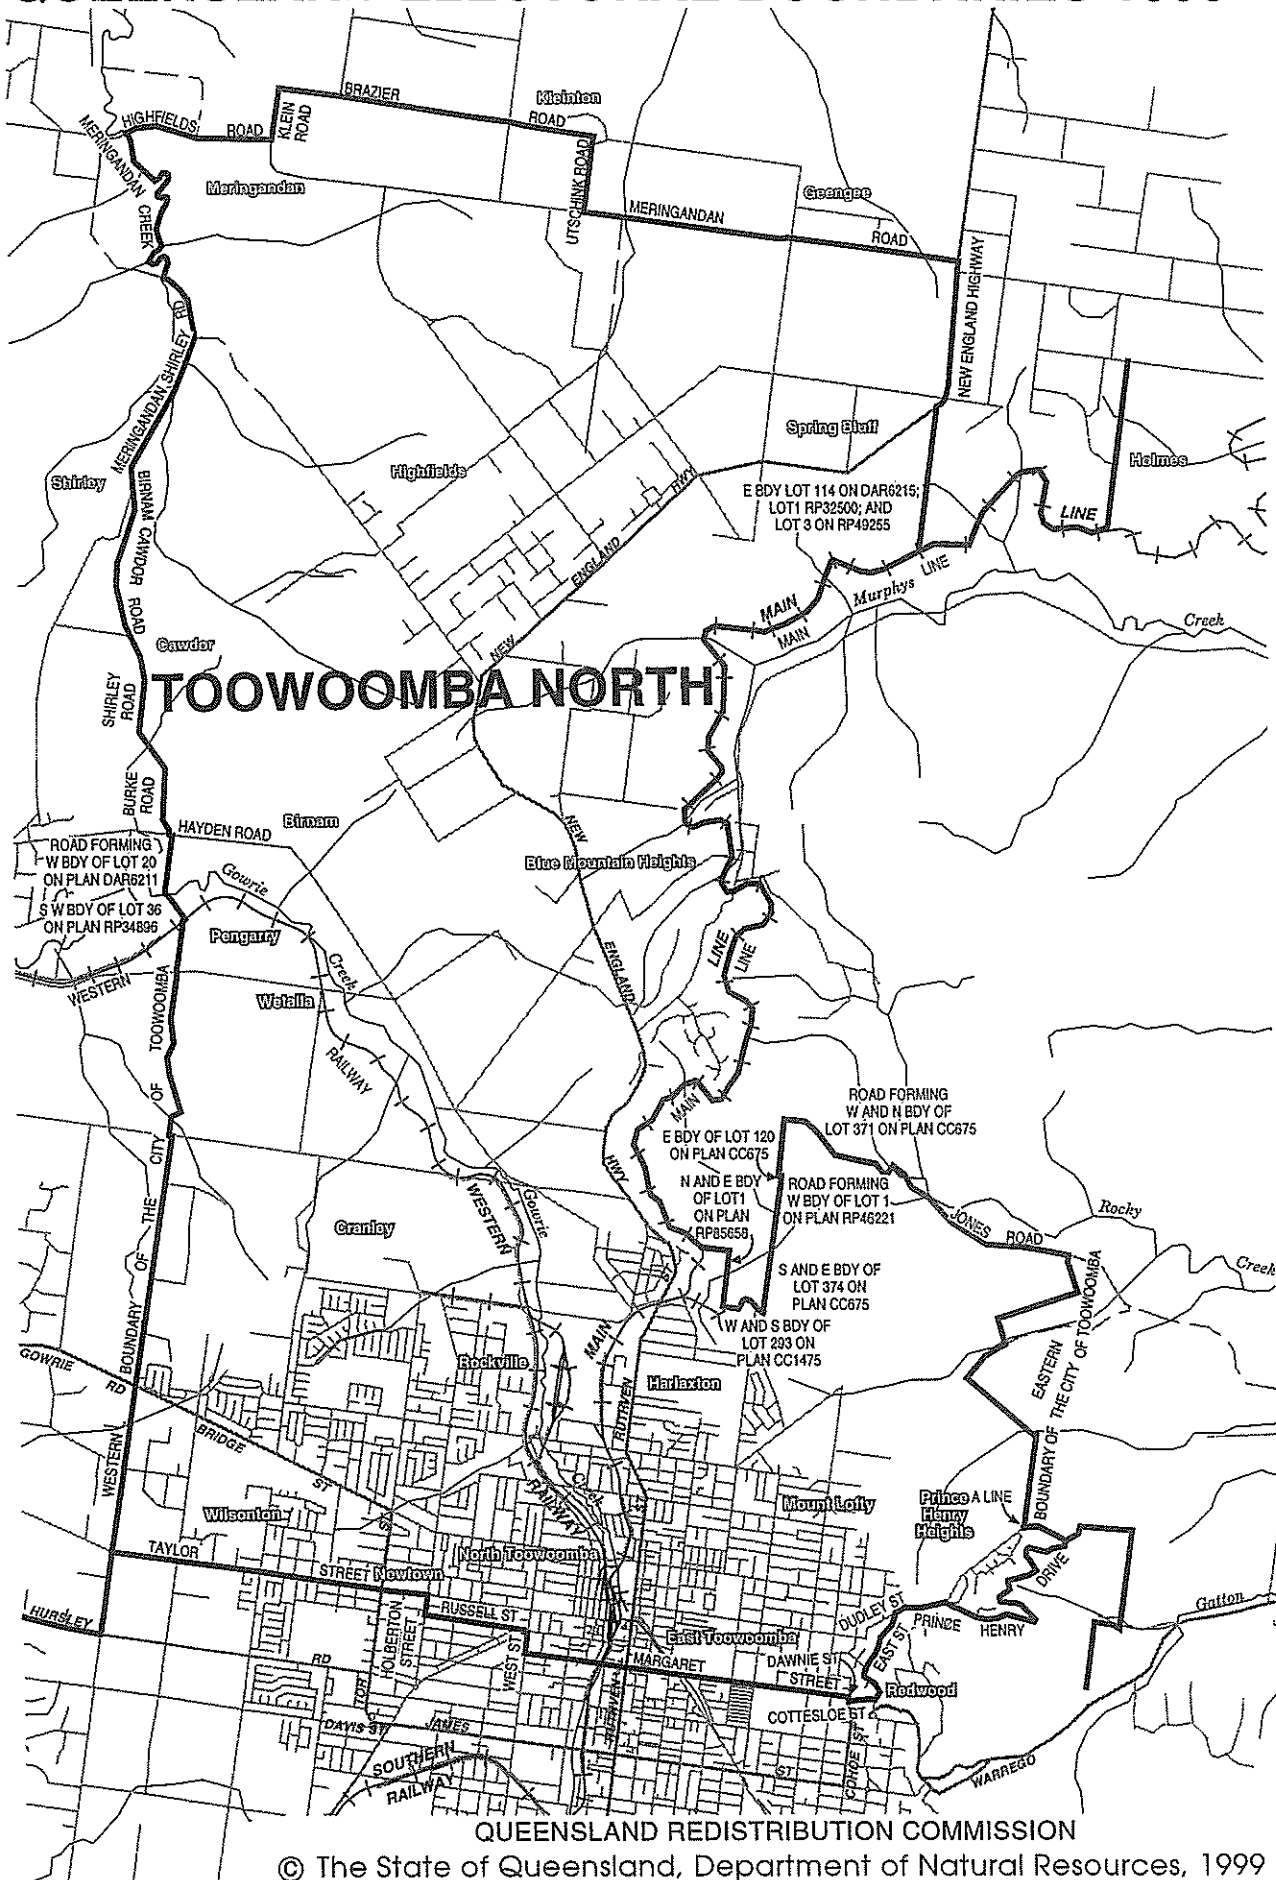 BRAZIER
Kleinton
HIGHFIELDS
ROAD
KLEIN
ROAD
ROAD
MERINGANDAN
CREEK
Meringandan
UTSCHINK ROAD
Geengee
MERINGANDAN
ROAD
NEW ENGLAND HIGHWAY
RD
MERINGANDAN SHIRLEY
Spring Bluff
Highfields
Holmes
Shirley
HWY
E BDY LOT 114 ON DAR6215;
LOT1 RP32500; AND
LOT 3 ON RP49255
LINE
BIRNAM CAWDOR ROAD
ENGLAND
LINE
Murphys
MAIN
MAIN
Creek
NEW
Cawdor
TOOWOOMBA NORTH
SHIRLEY
ROAD
BURKE
ROAD
HAYDEN ROAD
Birnam
NEW
ROAD FORMING
W BDY OF LOT 20
ON PLAN DAR6211
Blue Mountain Heights
Gowrie
S W BDY OF LOT 36
ON PLAN RP34896
Pengarry
LINE
LINE
ENGLAND
Creek
WESTERN
Wetalla
TOOWOOMBA
RAILWAY
OF
ROAD FORMING
W AND N BDY OF
LOT 371 ON PLAN CC675
MAIN
E BDY OF LOT 120
ON PLAN CC675
CITY
HWY
N AND E BDY
OF LOT1
ON PLAN
RP85658
ROAD FORMING
W BDY OF LOT 1
ON PLAN RP46221
WESTERN
Gowrie
THE
Cranley
JONES
ROAD
Rocky
Creek
OF
ST
S AND E BDY OF
LOT 374 ON
PLAN CC675
W AND S BDY OF
LOT 293 ON
PLAN CC1475
BOUNDARY
MAIN
EASTERN
BOUNDARY OF THE CITY OF TOOWOOMBA
GOWRIE
RD
Rockville
Harlaxton
RUTHVEN
BRIDGE
ST
WESTERN
ST
Creek
RAILWAY
ST
Wilsonton
Mount Lofty
Prince
Henry
Heights
A LINE
TAYLOR
STREET
Newtown
North Toowoomba
DRIVE
HURSLEY
RUSSELL ST
HOLBERTON
STREET
WEST ST
DUDLEY ST
PRINCE
HENRY
Gatton
East Toowoomba
EAST ST
RD
MARGARET
DAWNIE ST
STREET
TOR
RUTHVEN
Redwood
COTTESLOE ST
DAVIS ST
JAMES
ST
COHOE ST
SOUTHERN
RAILWAY
WARREGO
QUEENSLAND REDISTRIBUTION COMMISSION
© The State of Queensland, Department of Natural Resources, 1999